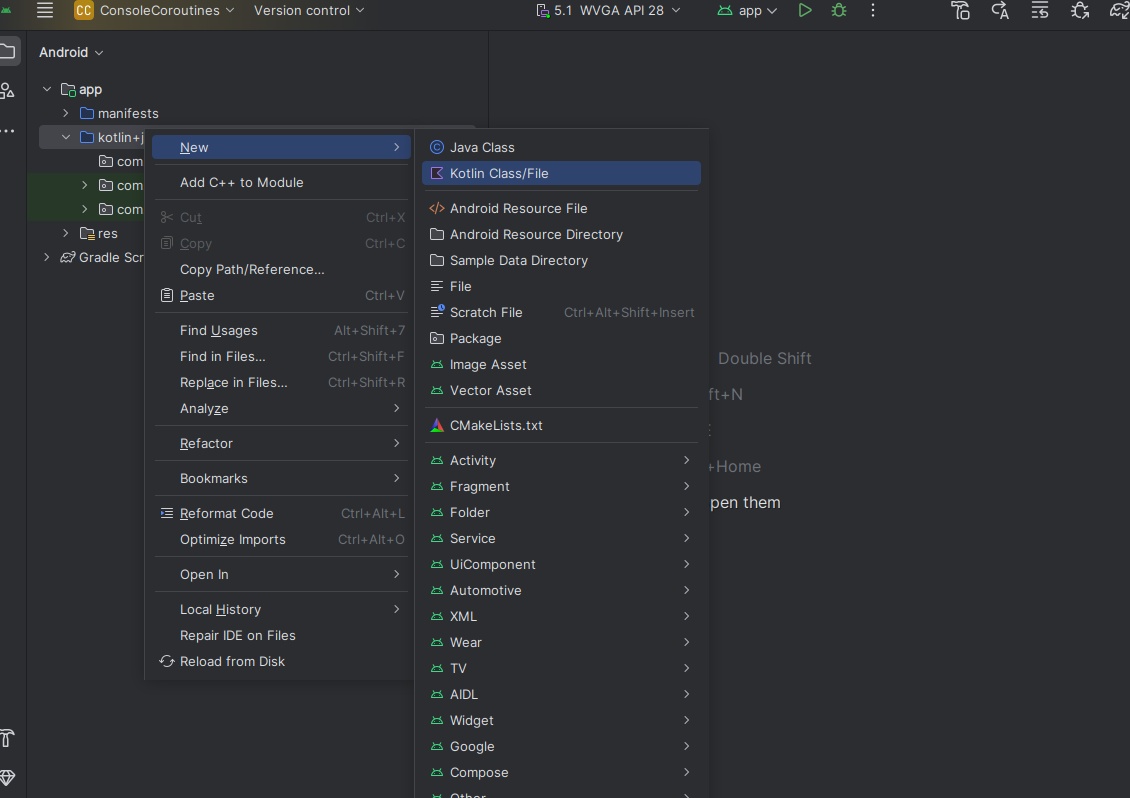 CC ConsoleCoroutines Version control 5.1 WVGA API 28 app
Android
app
manifests
kotlin+j
com
com
com
res
Gradle Scr
New
Add C++ to Module
Cut Ctrl+X
Copy Ctrl+C
Copy Path/Reference...
Paste Ctrl+V
Find Usages Alt+Shift+7
Find in Files... Ctrl+Shift+F
Replace in Files... Ctrl+Shift+R
Analyze
Refactor
Bookmarks
Reformat Code Ctrl+Alt+L
Optimize Imports Ctrl+Alt+O
Open In
Local History
Repair IDE on Files
Reload from Disk
Java Class
Kotlin Class/File
Android Resource File
Android Resource Directory
Sample Data Directory
File
Scratch File Ctrl+Alt+Shift+Insert
Package
Image Asset
Vector Asset
CMakeLists.txt
Activity
Fragment
Folder
Service
UiComponent
Automotive
XML
Wear
TV
AIDL
Widget
Google
Compose
Other
Double Shift
ft+N
+Home
pen them